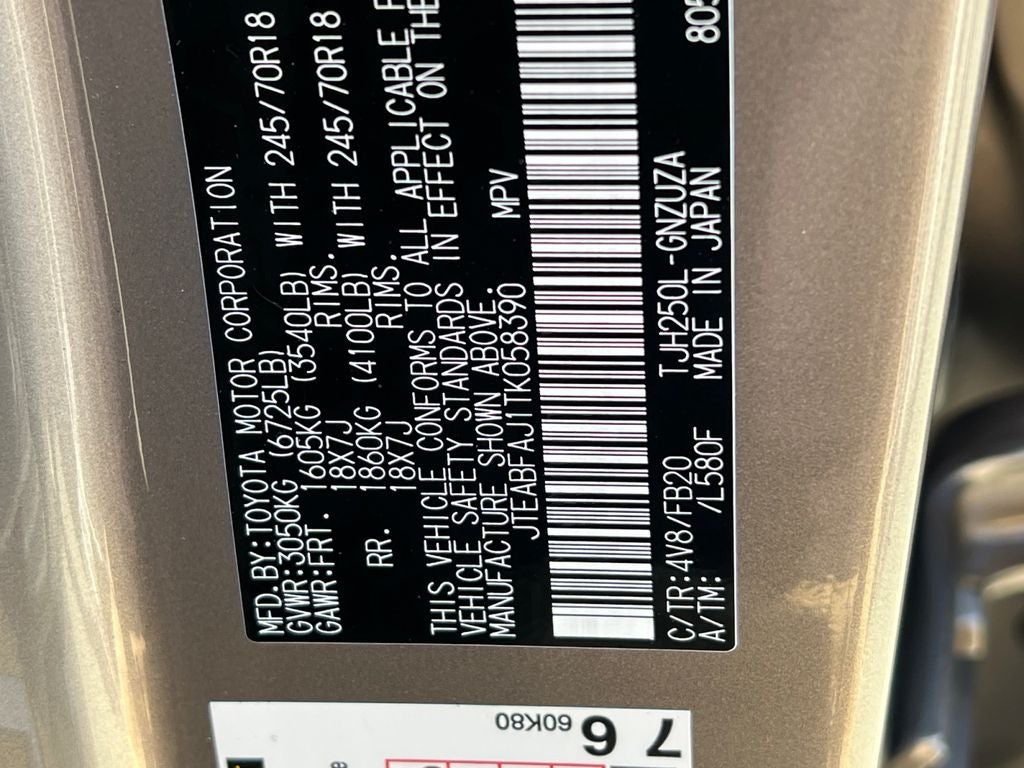 MFD.BY:TOYOTA MOTOR CORPORATION
GVWR:3050KG (6725LB)
GAWR:FRT. 1605KG (3540LB) WITH 245/70R18
18X7J RIMS.
RR. 1860KG (4100LB) WITH 245/70R18
18X7J RIMS.
THIS VEHICLE CONFORMS TO ALL APPLICABLE
VEHICLE SAFETY STANDARDS IN EFFECT ON THE
MANUFACTURE SHOWN ABOVE.
JTEABFAJ1TK058390 MPV
C/TR:4V8/FB20 TJH250L-GNZUZA
A/TM: /L580F MADE IN JAPAN 805
60K80
76